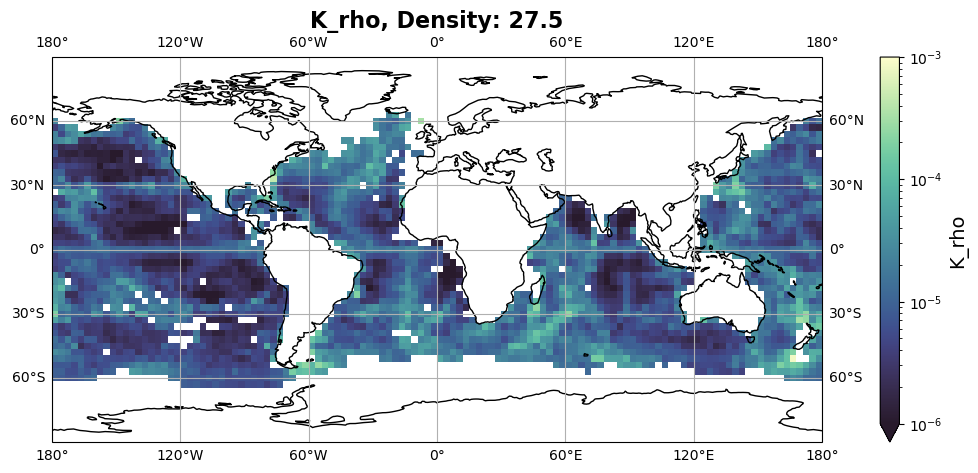 K_rho, Density: 27.5
180° 120°W 60°W 0° 60°E 120°E 180°
60°N 60°N
30°N 30°N
0° 0°
30°S 30°S
60°S 60°S
180° 120°W 60°W 0° 60°E 120°E 180°
10⁻³
10⁻⁴
10⁻⁵
10⁻⁶
K_rho